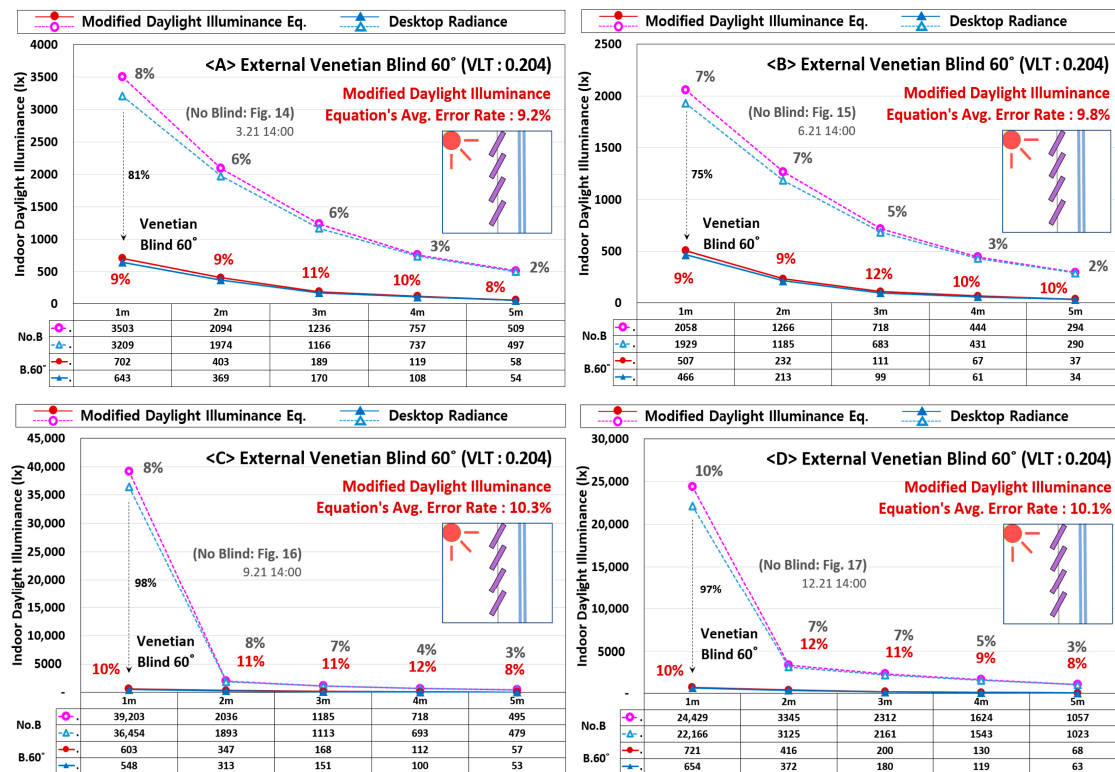 Modified Daylight Illuminance Eq. Desktop Radiance
<A> External Venetian Blind 60˚ (VLT : 0.204)
Modified Daylight Illuminance
Equation's Avg. Error Rate : 9.2%
(No Blind: Fig. 14)
3.21 14:00
Indoor Daylight Illuminance (lx)
4000
3500
3000
2500
2000
1500
1000
500
0
8%
6%
6%
3%
2%
81%
Venetian
Blind 60˚
9%
9%
11%
10%
8%
1m 2m 3m 4m 5m
No.B
3503 2094 1236 757 509
3209 1974 1166 737 497
B.60˚
702 403 189 119 58
643 369 170 108 54
Modified Daylight Illuminance Eq. Desktop Radiance
<B> External Venetian Blind 60˚ (VLT : 0.204)
Modified Daylight Illuminance
Equation's Avg. Error Rate : 9.8%
(No Blind: Fig. 15)
6.21 14:00
Indoor Daylight Illuminance (lx)
2500
2000
1500
1000
500
0
7%
7%
5%
3%
2%
75%
Venetian
Blind 60˚
9%
9%
12%
10%
10%
1m 2m 3m 4m 5m
No.B
2058 1266 718 444 294
1929 1185 683 431 290
B.60˚
507 232 111 67 37
466 213 99 61 34
Modified Daylight Illuminance Eq. Desktop Radiance
<C> External Venetian Blind 60˚ (VLT : 0.204)
Modified Daylight Illuminance
Equation's Avg. Error Rate : 10.3%
(No Blind: Fig. 16)
9.21 14:00
Indoor Daylight Illuminance (lx)
45,000
40,000
35,000
30,000
25,000
20,000
15,000
10,000
5000
-
8%
8%
7%
4%
3%
98%
Venetian
Blind 60˚
10%
11%
11%
12%
8%
1m 2m 3m 4m 5m
No.B
39,203 2036 1185 718 495
36,454 1893 1113 693 479
B.60˚
603 347 168 112 57
548 313 151 100 53
Modified Daylight Illuminance Eq. Desktop Radiance
<D> External Venetian Blind 60˚ (VLT : 0.204)
Modified Daylight Illuminance
Equation's Avg. Error Rate : 10.1%
(No Blind: Fig. 17)
12.21 14:00
Indoor Daylight Illuminance (lx)
30,000
25,000
20,000
15,000
10,000
5000
-
10%
7%
7%
5%
3%
97%
Venetian
Blind 60˚
10%
12%
11%
9%
8%
1m 2m 3m 4m 5m
No.B
24,429 3345 2312 1624 1057
22,166 3125 2161 1543 1023
B.60˚
721 416 200 130 68
654 372 180 119 63